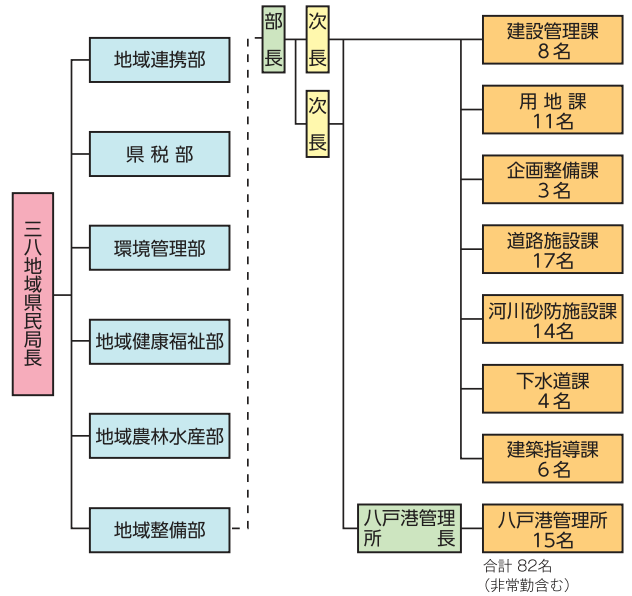 三八地域県民局長
地域連携部
県税部
環境管理部
地域健康福祉部
地域農林水産部
地域整備部
部長
次長
次長
建設管理課
8名
用地課
11名
企画整備課
3名
道路施設課
17名
河川砂防施設課
14名
下水道課
4名
建築指導課
6名
八戸港管理
所長
八戸港管理所
15名
合計 82名
（非常勤含む）